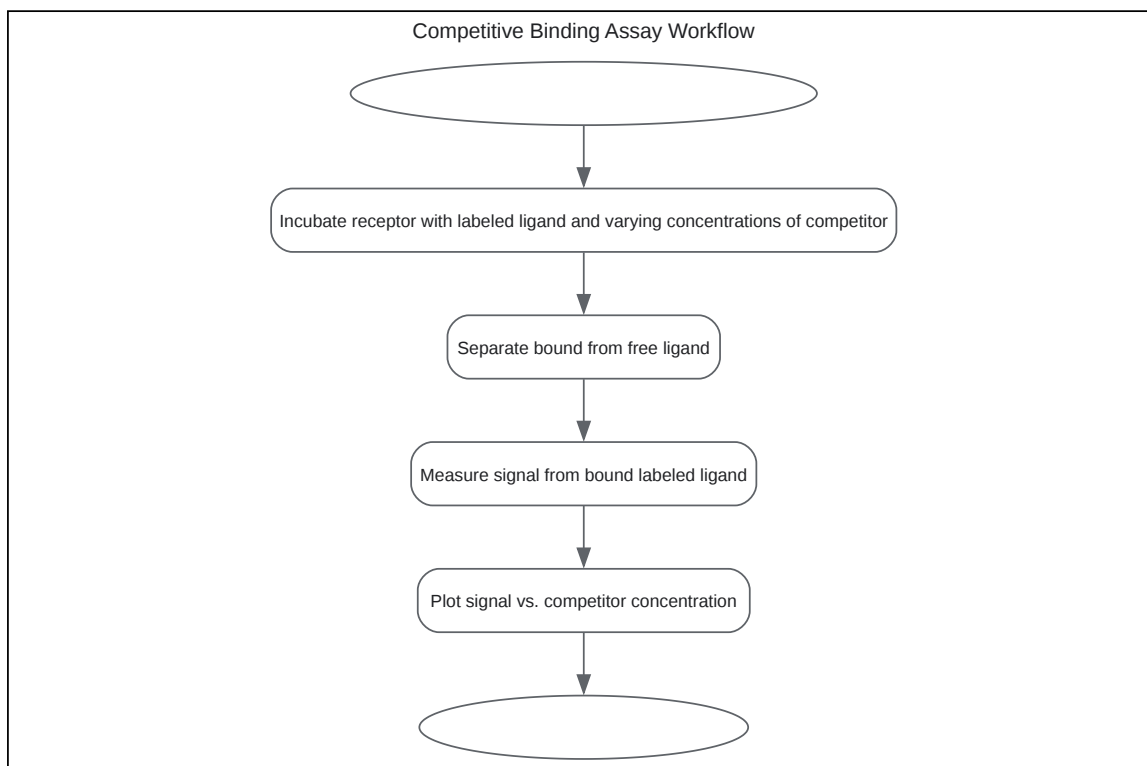 Competitive Binding Assay Workflow
Incubate receptor with labeled ligand and varying concentrations of competitor
Separate bound from free ligand
Measure signal from bound labeled ligand
Plot signal vs. competitor concentration